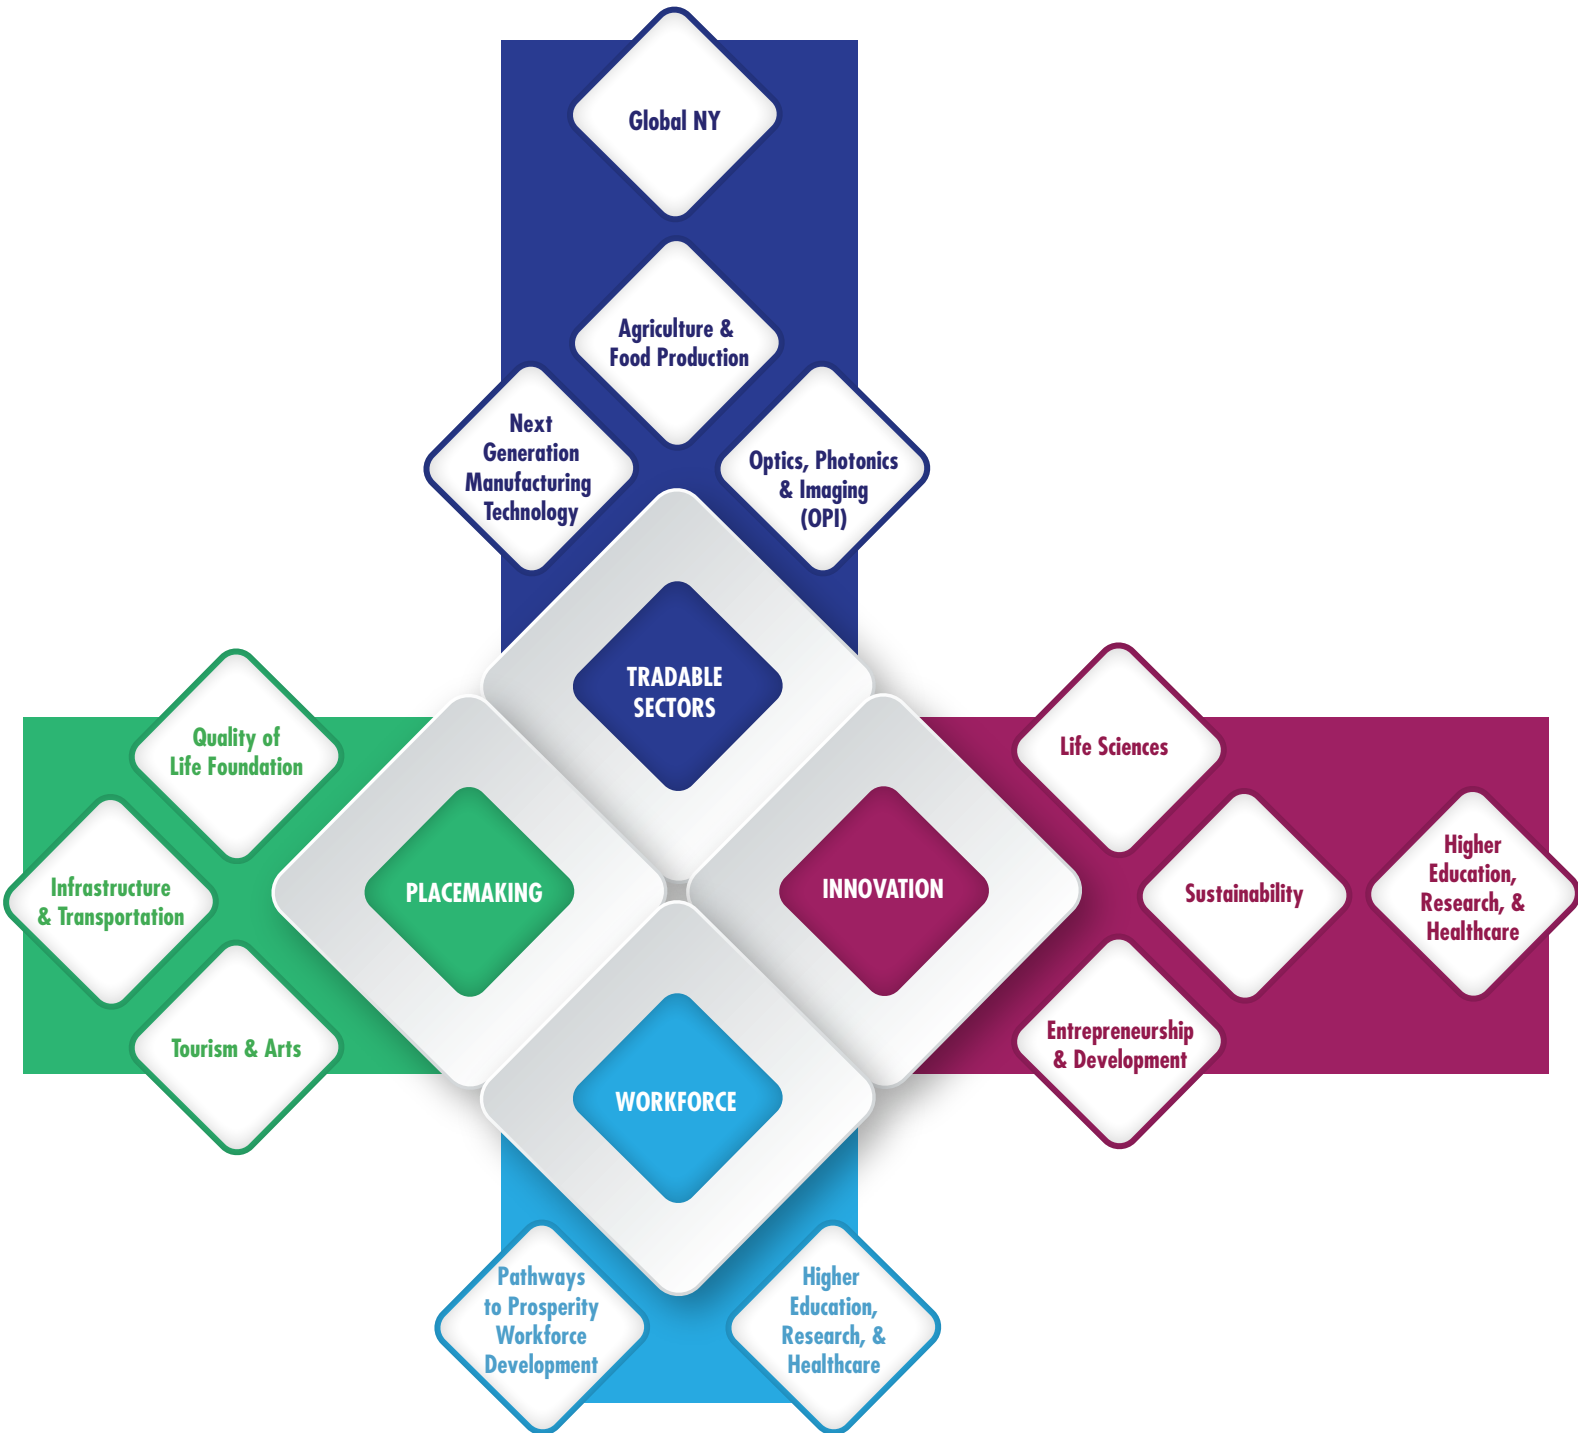 Global NY
Agriculture &
Food Production
Next
Generation
Manufacturing
Technology
Optics, Photonics
& Imaging
(OPI)
TRADABLE
SECTORS
Quality of
Life Foundation
Infrastructure
& Transportation
Tourism & Arts
PLACEMAKING
INNOVATION
Life Sciences
Sustainability
Higher
Education,
Research, &
Healthcare
Entrepreneurship
& Development
WORKFORCE
Pathways
to Prosperity
Workforce
Development
Higher
Education,
Research, &
Healthcare